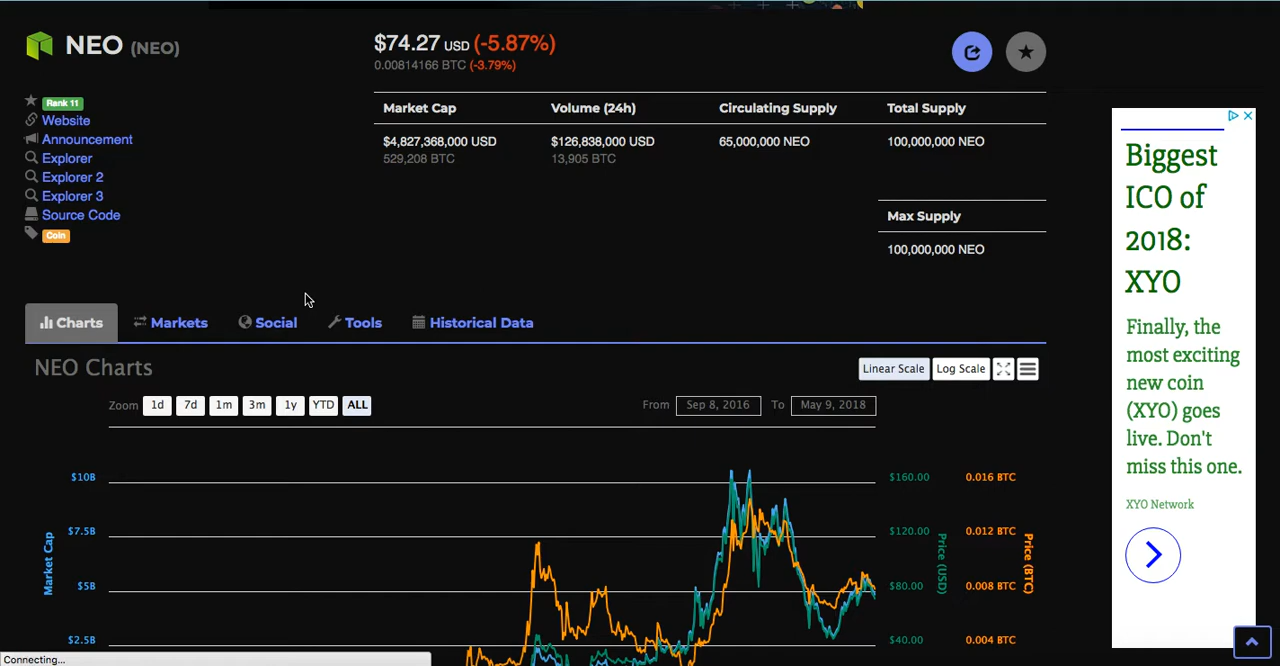 NEO (NEO)
$74.27 USD (-5.87%)
0.00814166 BTC (-3.79%)
Rank 11
Website
Announcement
Explorer
Explorer 2
Explorer 3
Source Code
Coin
Market Cap Volume (24h) Circulating Supply Total Supply
$4,827,368,000 USD $126,838,000 USD 65,000,000 NEO 100,000,000 NEO
529,208 BTC 13,905 BTC
Max Supply
100,000,000 NEO
Charts Markets Social Tools Historical Data
NEO Charts
Linear Scale Log Scale
Zoom 1d 7d 1m 3m 1y YTD ALL From Sep 8, 2016 To May 9, 2018
$10B $160.00 0.016 BTC
$7.5B $120.00 0.012 BTC
$5B $80.00 0.008 BTC
$2.5B $40.00 0.004 BTC
Market Cap
Price (USD)
Price (BTC)
Biggest
ICO of
2018:
XYO
Finally, the
most exciting
new coin
(XYO) goes
live. Don't
miss this one.
XYO Network
Connecting...